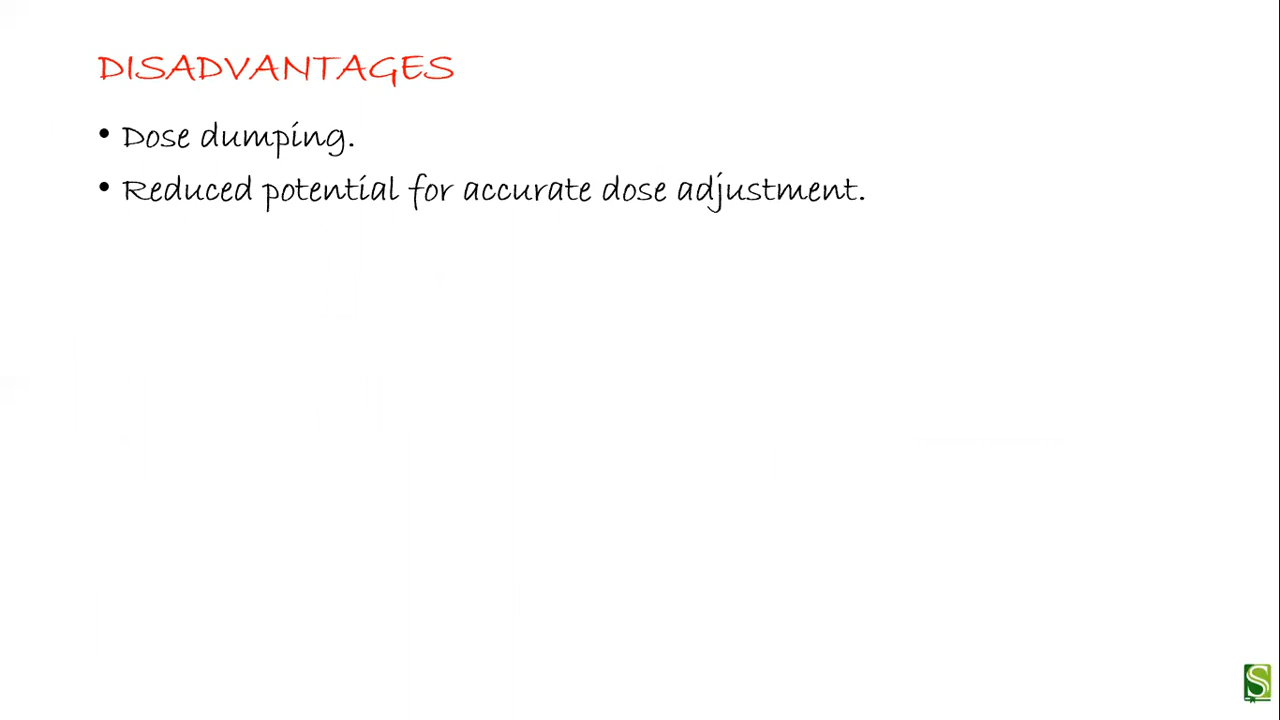 DISADVANTAGES
• Dose dumping.
• Reduced potential for accurate dose adjustment.
S